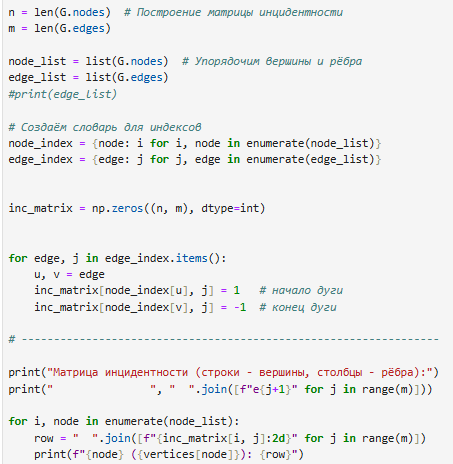 n = len(G.nodes)  # Построение матрицы инцидентности
m = len(G.edges)
node_list = list(G.nodes)  # Упорядочим вершины и рёбра
edge_list = list(G.edges)
#print(edge_list)
# Создаём словарь для индексов
node_index = {node: i for i, node in enumerate(node_list)}
edge_index = {edge: j for j, edge in enumerate(edge_list)}
inc_matrix = np.zeros((n, m), dtype=int)
for edge, j in edge_index.items():
    u, v = edge
    inc_matrix[node_index[u], j] = 1   # начало дуги
    inc_matrix[node_index[v], j] = -1  # конец дуги
# ----------------------------------------------------------------
print("Матрица инцидентности (строки - вершины, столбцы - рёбра):")
print("               ", "  ".join([f"e{j+1}" for j in range(m)]))
for i, node in enumerate(node_list):
    row = "  ".join([f"{inc_matrix[i, j]:2d}" for j in range(m)])
    print(f"{node} ({vertices[node]}): {row}")